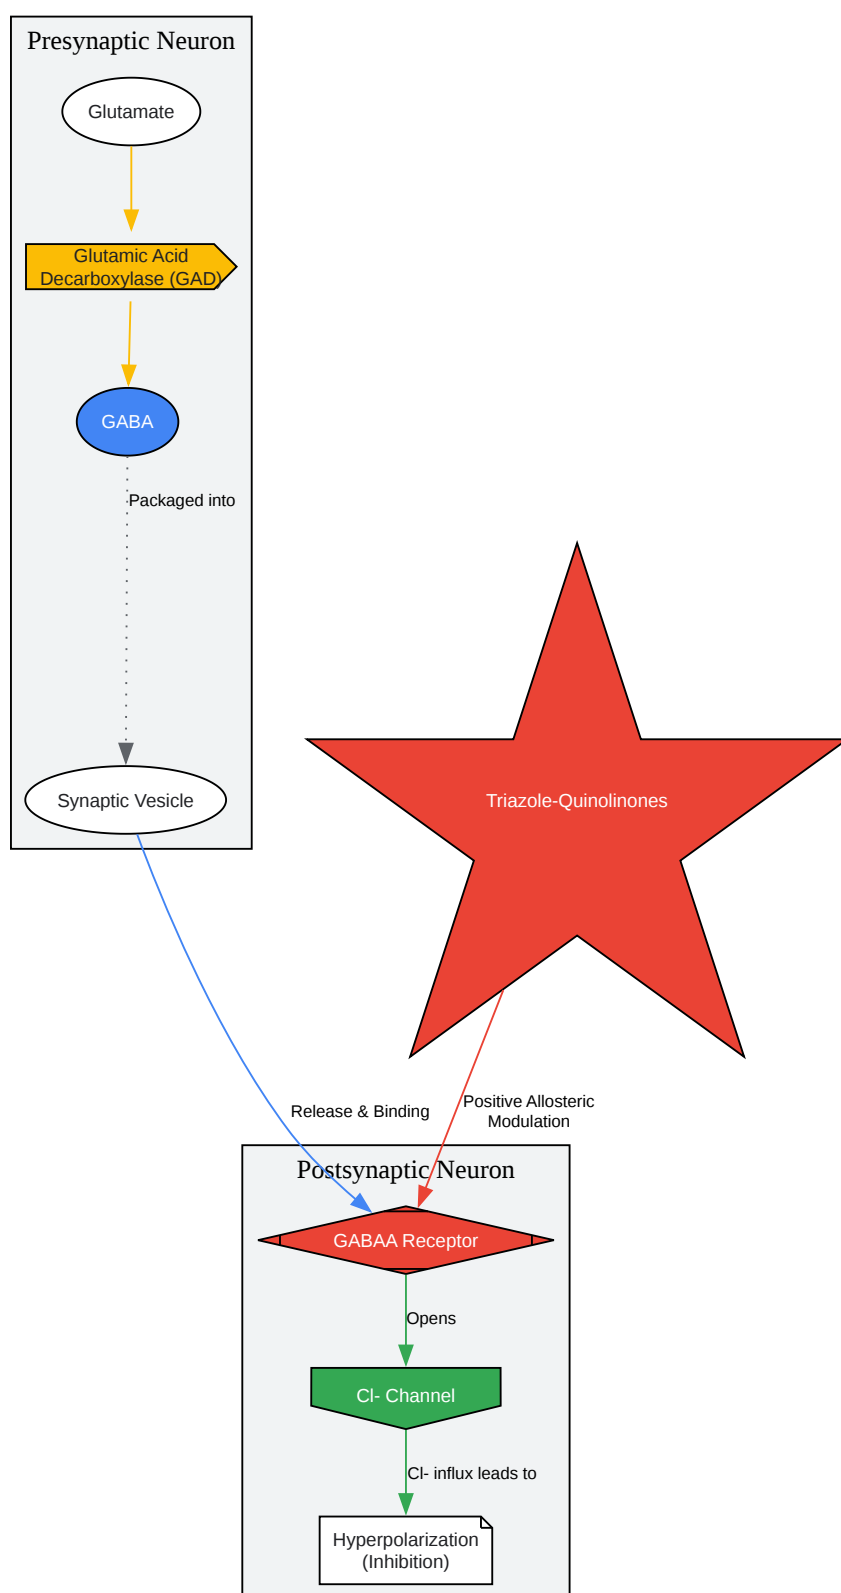 Presynaptic Neuron
Glutamate
Glutamic Acid
Decarboxylase (GAD)
GABA
Packaged into
Synaptic Vesicle
Triazole-Quinolinones
Release & Binding
Positive Allosteric
Modulation
Postsynaptic Neuron
GABAA Receptor
Opens
Cl- Channel
Cl- influx leads to
Hyperpolarization
(Inhibition)